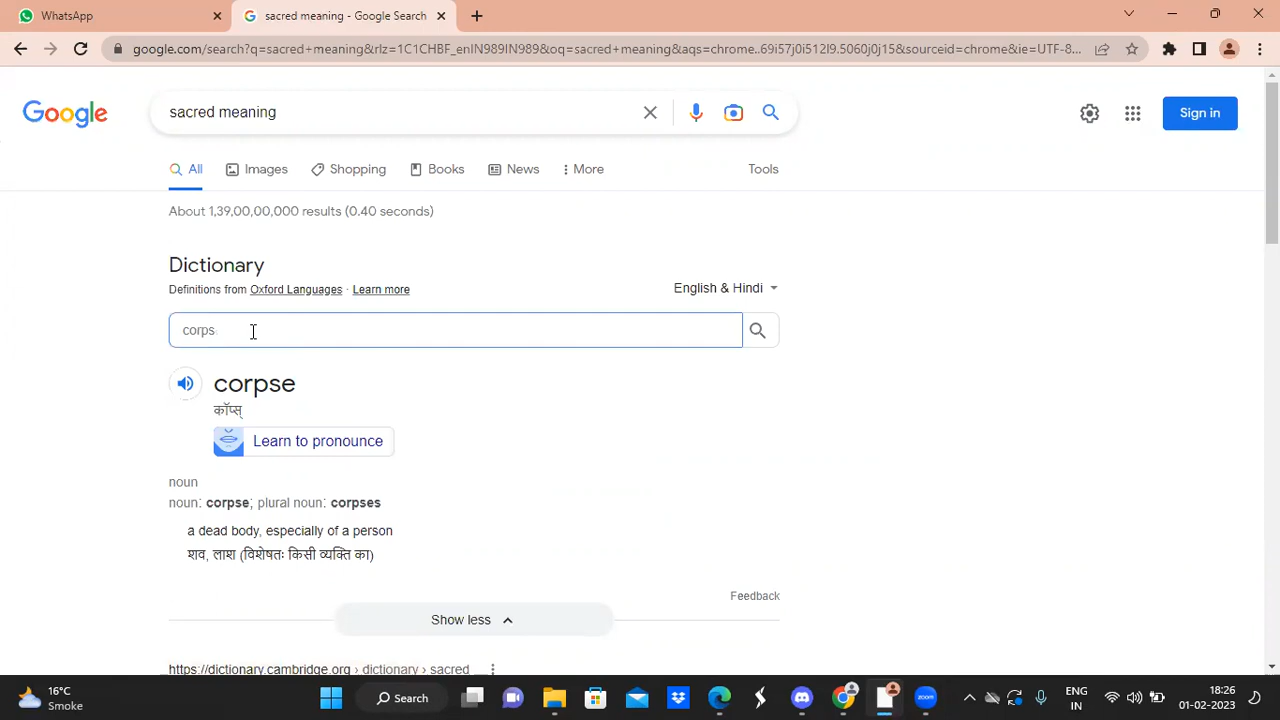 WhatsApp
sacred meaning - Google Search
google.com/search?q=sacred+meaning&rlz=1C1CHBF_enIN989IN989&oq=sacred+meaning&aqs=chrome..69i57j0i512l9.5060j0j15&sourceid=chrome&ie=UTF-8...
Google
sacred meaning
Sign in
All
Images
Shopping
Books
News
More
Tools
About 1,39,00,00,000 results (0.40 seconds)
Dictionary
Definitions from Oxford Languages · Learn more
English & Hindi
corps
corpse
कॉप्स्
Learn to pronounce
noun
noun: corpse; plural noun: corpses
a dead body, especially of a person
शव, लाश (विशेषतः किसी व्यक्ति का)
Feedback
Show less
https://dictionary.cambridge.org › dictionary › sacred
16°C
Smoke
Search
zoom
ENG
IN
18:26
01-02-2023